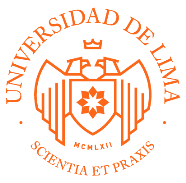 UNIVERSIDAD DE LIMA
MCMLXII
SCIENTIA ET PRAXIS